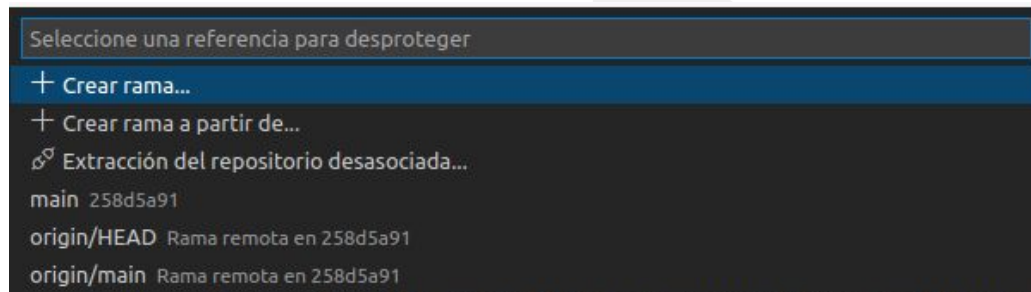 Seleccione una referencia para desproteger
+ Crear rama...
+ Crear rama a partir de...
Extracción del repositorio desasociada...
main 258d5a91
origin/HEAD Rama remota en 258d5a91
origin/main Rama remota en 258d5a91